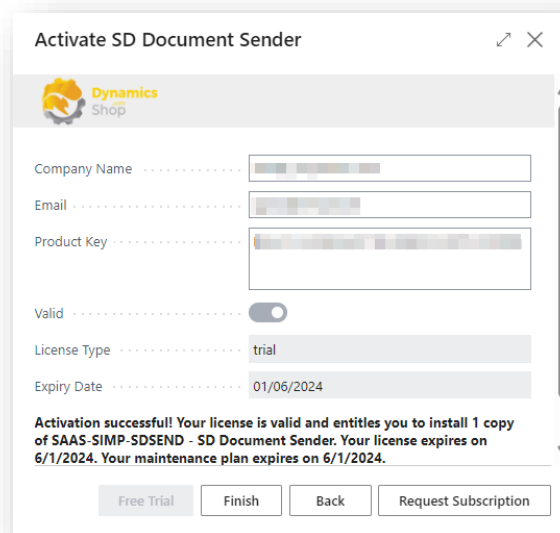 Activate SD Document Sender
Dynamics
.com
Shop
Company Name
Email
Product Key
Valid
License Type trial
Expiry Date 01/06/2024
Activation successful! Your license is valid and entitles you to install 1 copy
of SAAS-SIMP-SDSEND - SD Document Sender. Your license expires on
6/1/2024. Your maintenance plan expires on 6/1/2024.
Free Trial Finish Back Request Subscription